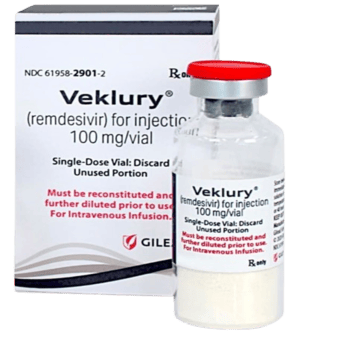 NDC 61958-2901-2
Rx only
Veklury®
(remdesivir) for injection
100 mg/vial
Single-Dose Vial: Discard
Unused Portion
Must be reconstituted and
further diluted prior to use.
For Intravenous Infusion.
GILE
Veklury®
(remdesivir) for injection
100 mg/vial
Single-Dose Vial: Discard
Unused Portion
Must be reconstituted and
further diluted prior to use.
For Intravenous Infusion.
Rx only